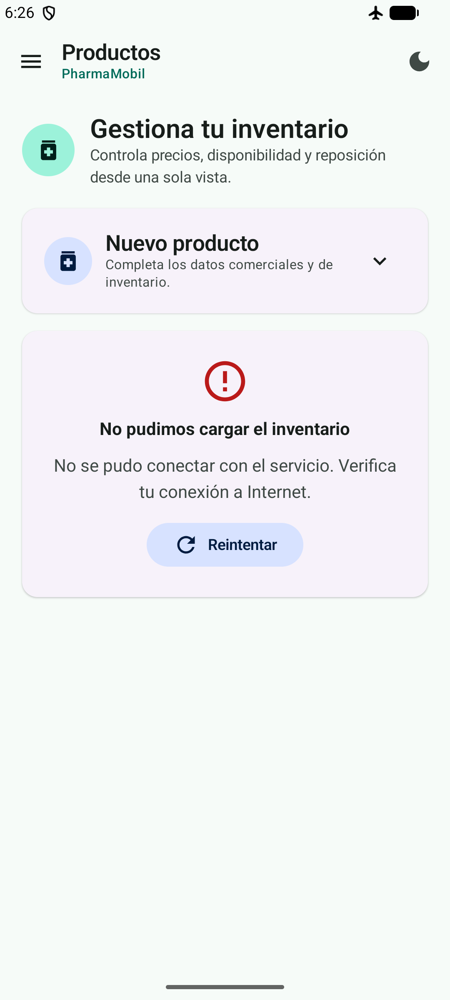 6:26
Productos
PharmaMobil
Gestiona tu inventario
Controla precios, disponibilidad y reposición
desde una sola vista.
Nuevo producto
Completa los datos comerciales y de
inventario.
No pudimos cargar el inventario
No se pudo conectar con el servicio. Verifica
tu conexión a Internet.
Reintentar